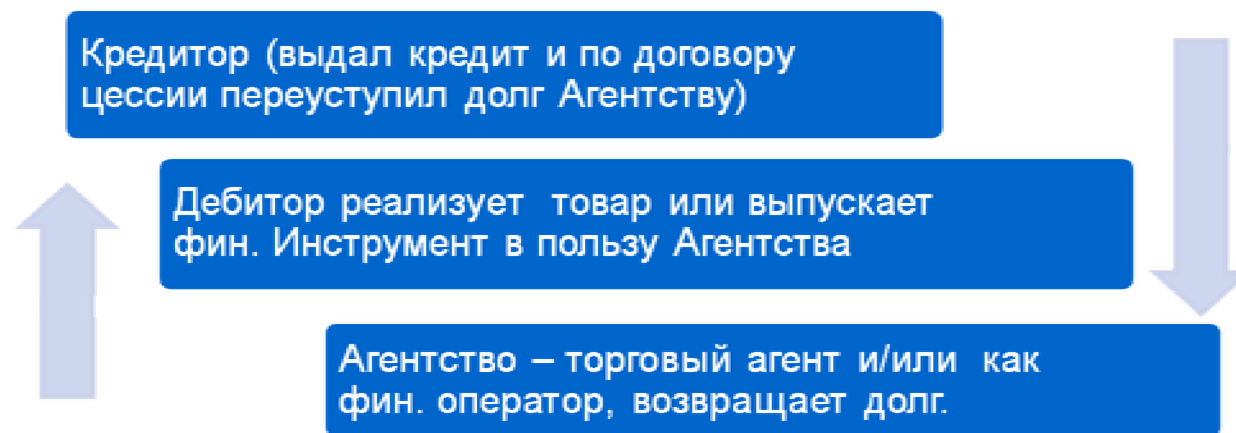 Кредитор (выдал кредит и по договору
цессии переуступил долг Агентству)
Дебитор реализует товар или выпускает
фин. Инструмент в пользу Агентства
Агентство – торговый агент и/или как
фин. оператор, возвращает долг.